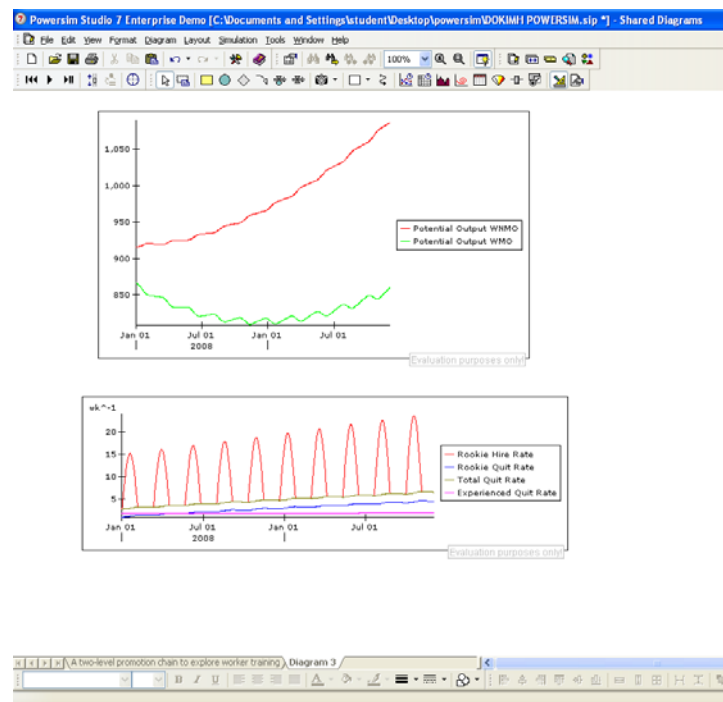 Powersim Studio 7 Enterprise Demo [C:\Documents and Settings\student\Desktop\powersim\DOKIMH POWERSIM.sip *] - Shared Diagrams
File Edit View Format Diagram Layout Simulation Tools Window Help
100%
1,050
1,000
950
900
850
Potential Output WNMO
Potential Output WMO
Jan 01 Jul 01 Jan 01 Jul 01
2008
Evaluation purposes only!
wk^-1
20
15
10
5
Rookie Hire Rate
Rookie Quit Rate
Total Quit Rate
Experienced Quit Rate
Jan 01 Jul 01 Jan 01 Jul 01
2008
Evaluation purposes only!
A two-level promotion chain to explore worker training Diagram 3
B I U